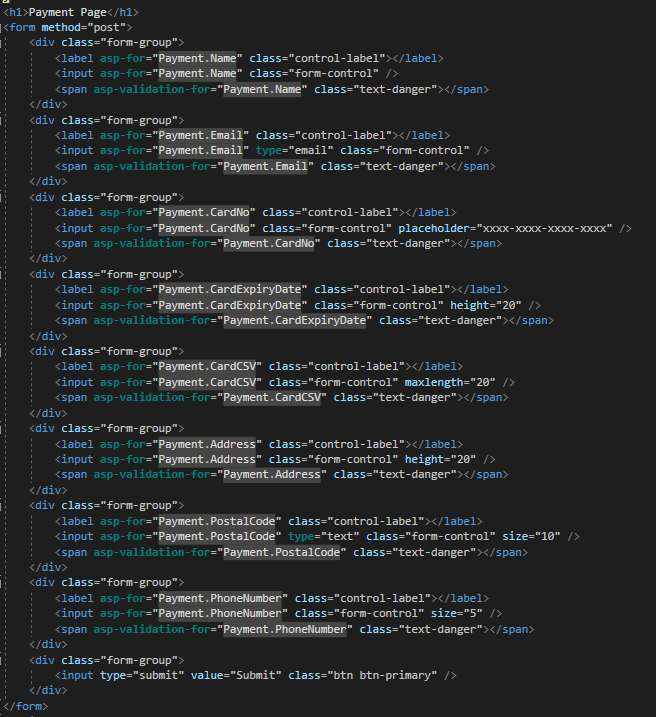 <h1>Payment Page</h1>
<form method="post">
<div class="form-group">
<label asp-for="Payment.Name" class="control-label"></label>
<input asp-for="Payment.Name" class="form-control" />
<span asp-validation-for="Payment.Name" class="text-danger"></span>
</div>
<div class="form-group">
<label asp-for="Payment.Email" class="control-label"></label>
<input asp-for="Payment.Email" type="email" class="form-control" />
<span asp-validation-for="Payment.Email" class="text-danger"></span>
</div>
<div class="form-group">
<label asp-for="Payment.CardNo" class="control-label"></label>
<input asp-for="Payment.CardNo" class="form-control" placeholder="xxxx-xxxx-xxxx-xxxx" />
<span asp-validation-for="Payment.CardNo" class="text-danger"></span>
</div>
<div class="form-group">
<label asp-for="Payment.CardExpiryDate" class="control-label"></label>
<input asp-for="Payment.CardExpiryDate" class="form-control" height="20" />
<span asp-validation-for="Payment.CardExpiryDate" class="text-danger"></span>
</div>
<div class="form-group">
<label asp-for="Payment.CardCSV" class="control-label"></label>
<input asp-for="Payment.CardCSV" class="form-control" maxlength="20" />
<span asp-validation-for="Payment.CardCSV" class="text-danger"></span>
</div>
<div class="form-group">
<label asp-for="Payment.Address" class="control-label"></label>
<input asp-for="Payment.Address" class="form-control" height="20" />
<span asp-validation-for="Payment.Address" class="text-danger"></span>
</div>
<div class="form-group">
<label asp-for="Payment.PostalCode" class="control-label"></label>
<input asp-for="Payment.PostalCode" type="text" class="form-control" size="10" />
<span asp-validation-for="Payment.PostalCode" class="text-danger"></span>
</div>
<div class="form-group">
<label asp-for="Payment.PhoneNumber" class="control-label"></label>
<input asp-for="Payment.PhoneNumber" class="form-control" size="5" />
<span asp-validation-for="Payment.PhoneNumber" class="text-danger"></span>
</div>
<div class="form-group">
<input type="submit" value="Submit" class="btn btn-primary" />
</div>
</form>